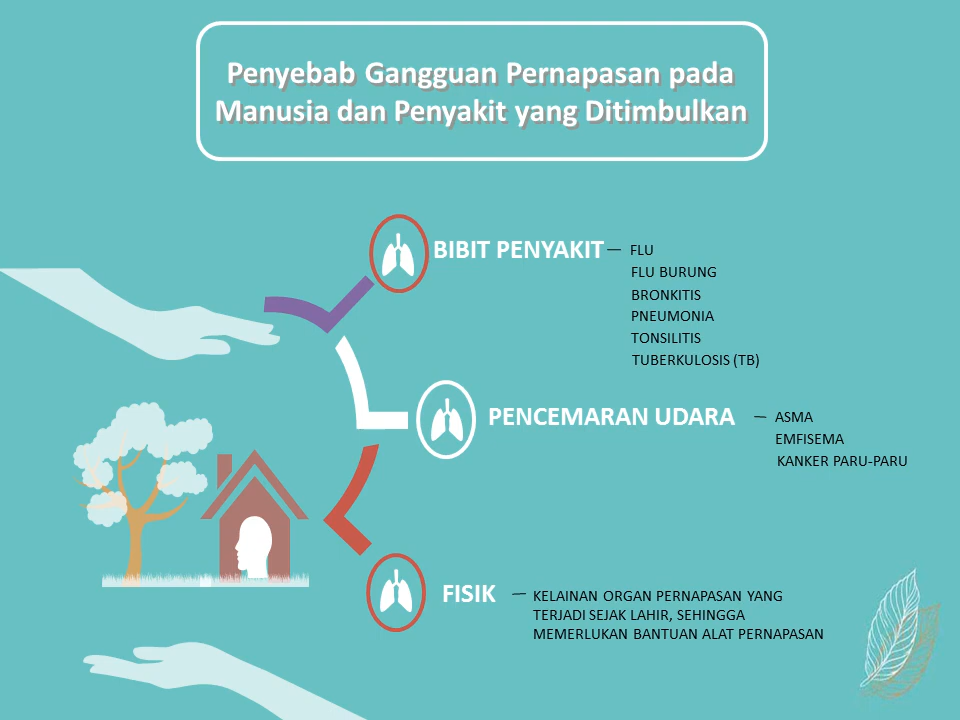 Penyebab Gangguan Pernapasan pada
Manusia dan Penyakit yang Ditimbulkan
BIBIT PENYAKIT
FLU
FLU BURUNG
BRONKITIS
PNEUMONIA
TONSILITIS
TUBERKULOSIS (TB)
PENCEMARAN UDARA
ASMA
EMFISEMA
KANKER PARU-PARU
FISIK
KELAINAN ORGAN PERNAPASAN YANG
TERJADI SEJAK LAHIR, SEHINGGA
MEMERLUKAN BANTUAN ALAT PERNAPASAN